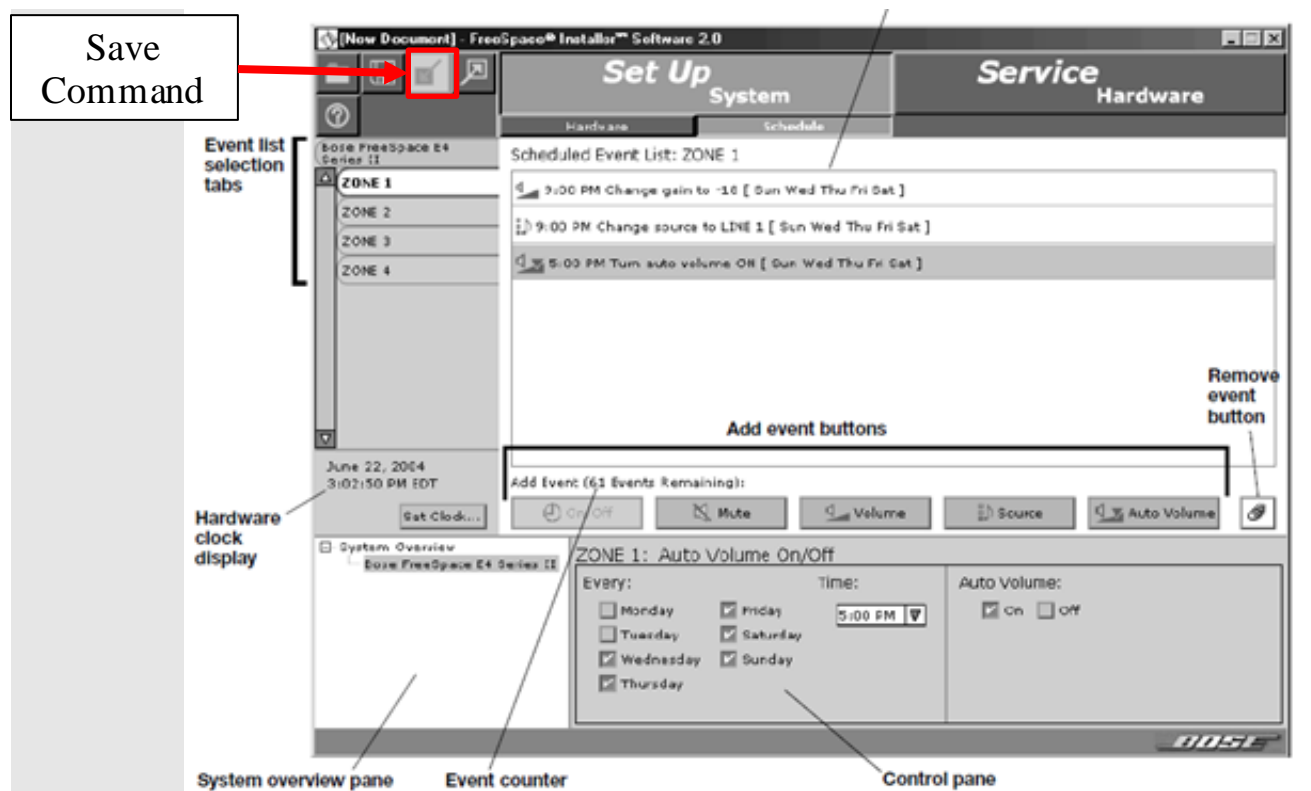 Save
Command
[New Document] - FreeSpace® Installer™ Software 2.0
Set Up
System
Service
Hardware
Hardware
Schedule
Event list
selection
tabs
Bose FreeSpace E4
Series II
ZONE 1
ZONE 2
ZONE 3
ZONE 4
Scheduled Event List: ZONE 1
9:00 PM Change gain to -18 [ Sun Wed Thu Fri Sat ]
9:00 PM Change source to LINE 1 [ Sun Wed Thu Fri Sat ]
5:00 PM Turn auto volume ON [ Sun Wed Thu Fri Sat ]
Remove
event
button
Add event buttons
June 22, 2004
3:02:50 PM EDT
Add Event (61 Events Remaining):
Hardware
clock
display
Set Clock...
On/Off
Mute
Volume
Source
Auto Volume
System Overview
Bose FreeSpace E4 Series II
ZONE 1: Auto Volume On/Off
Every:
Time:
Auto Volume:
Monday
Friday
5:00 PM
On
Off
Tuesday
Saturday
Wednesday
Sunday
Thursday
BOSE
System overview pane
Event counter
Control pane